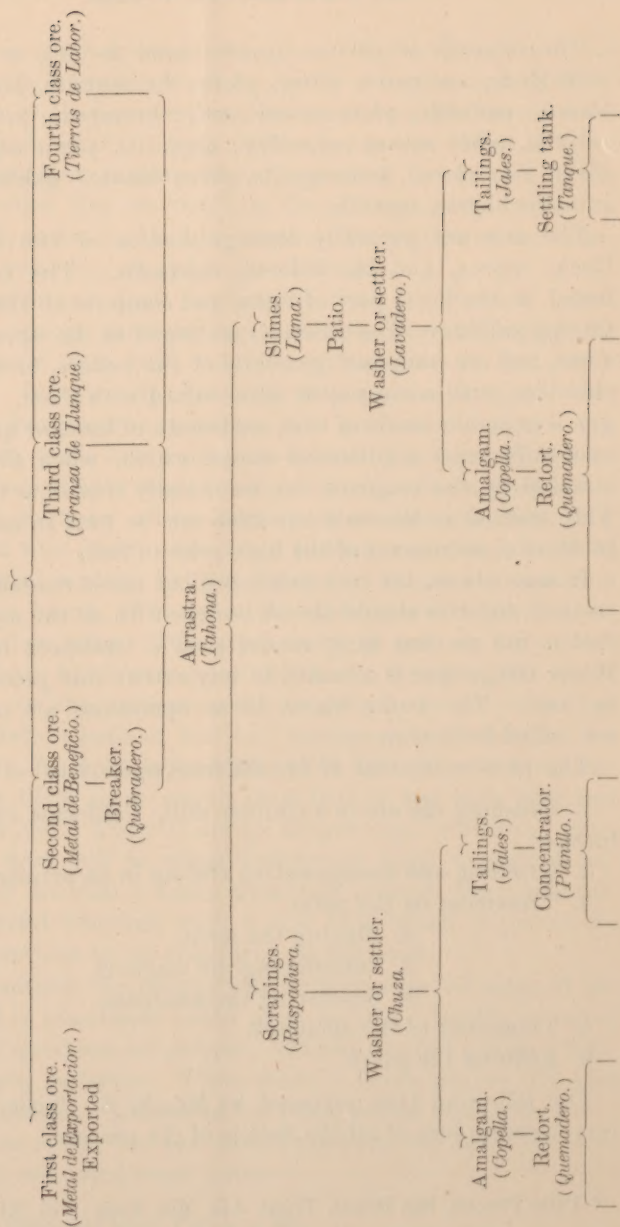 First class ore.
(Metal de Exportacion.)
Exported
Second class ore.
(Metal de Beneficio.)
Breaker.
(Quebradero.)
Third class ore.
(Granza de Llunque.)
Fourth class ore.
(Tierras de Labor.)
Arrastra.
(Tahona.)
Scrapings.
(Raspadura.)
Washer or settler.
(Chuza.
Slimes.
(Lama.)
Patio.
Washer or settler.
(Lavadero.)
Amalgam.
(Copella.)
Retort.
(Quemadero.)
Tailings.
(Jales.)
Concentrator.
(Planillo.)
Amalgam.
(Copella.)
Retort.
(Quemadero.)
Tailings.
(Jales.)
Settling tank.
(Tanque.)